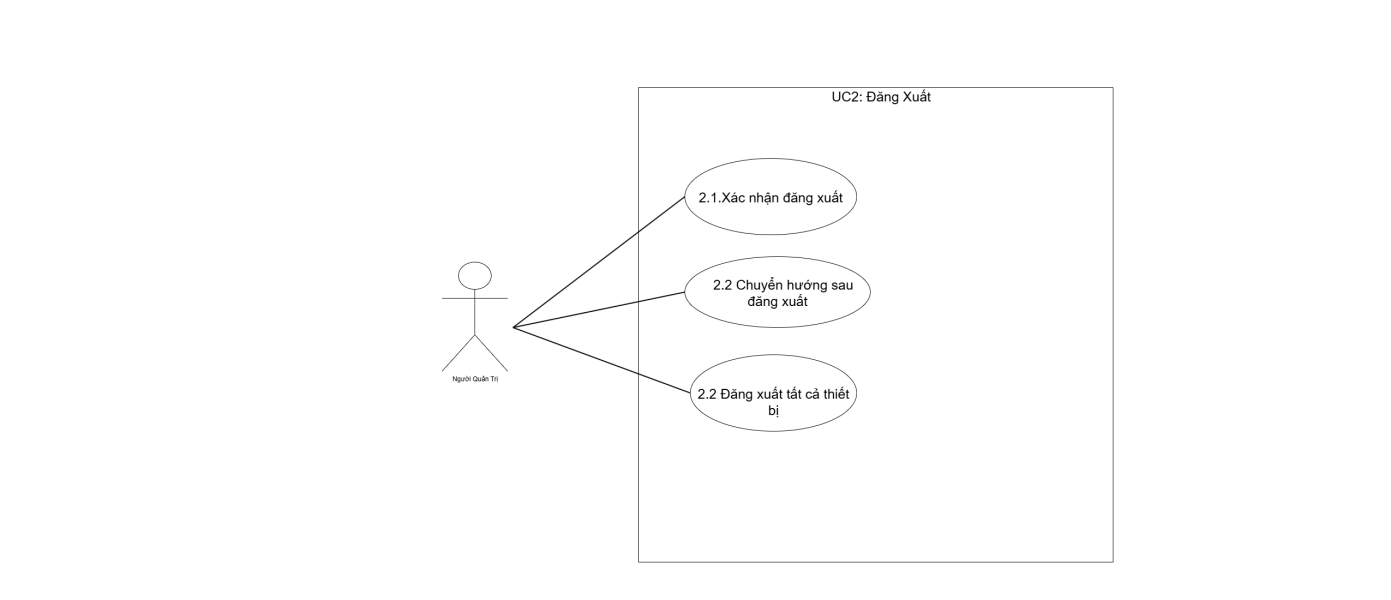 UC2: Đăng Xuất
2.1.Xác nhận đăng xuất
2.2 Chuyển hướng sau
đăng xuất
Người Quản Trị
2.2 Đăng xuất tất cả thiết
bị